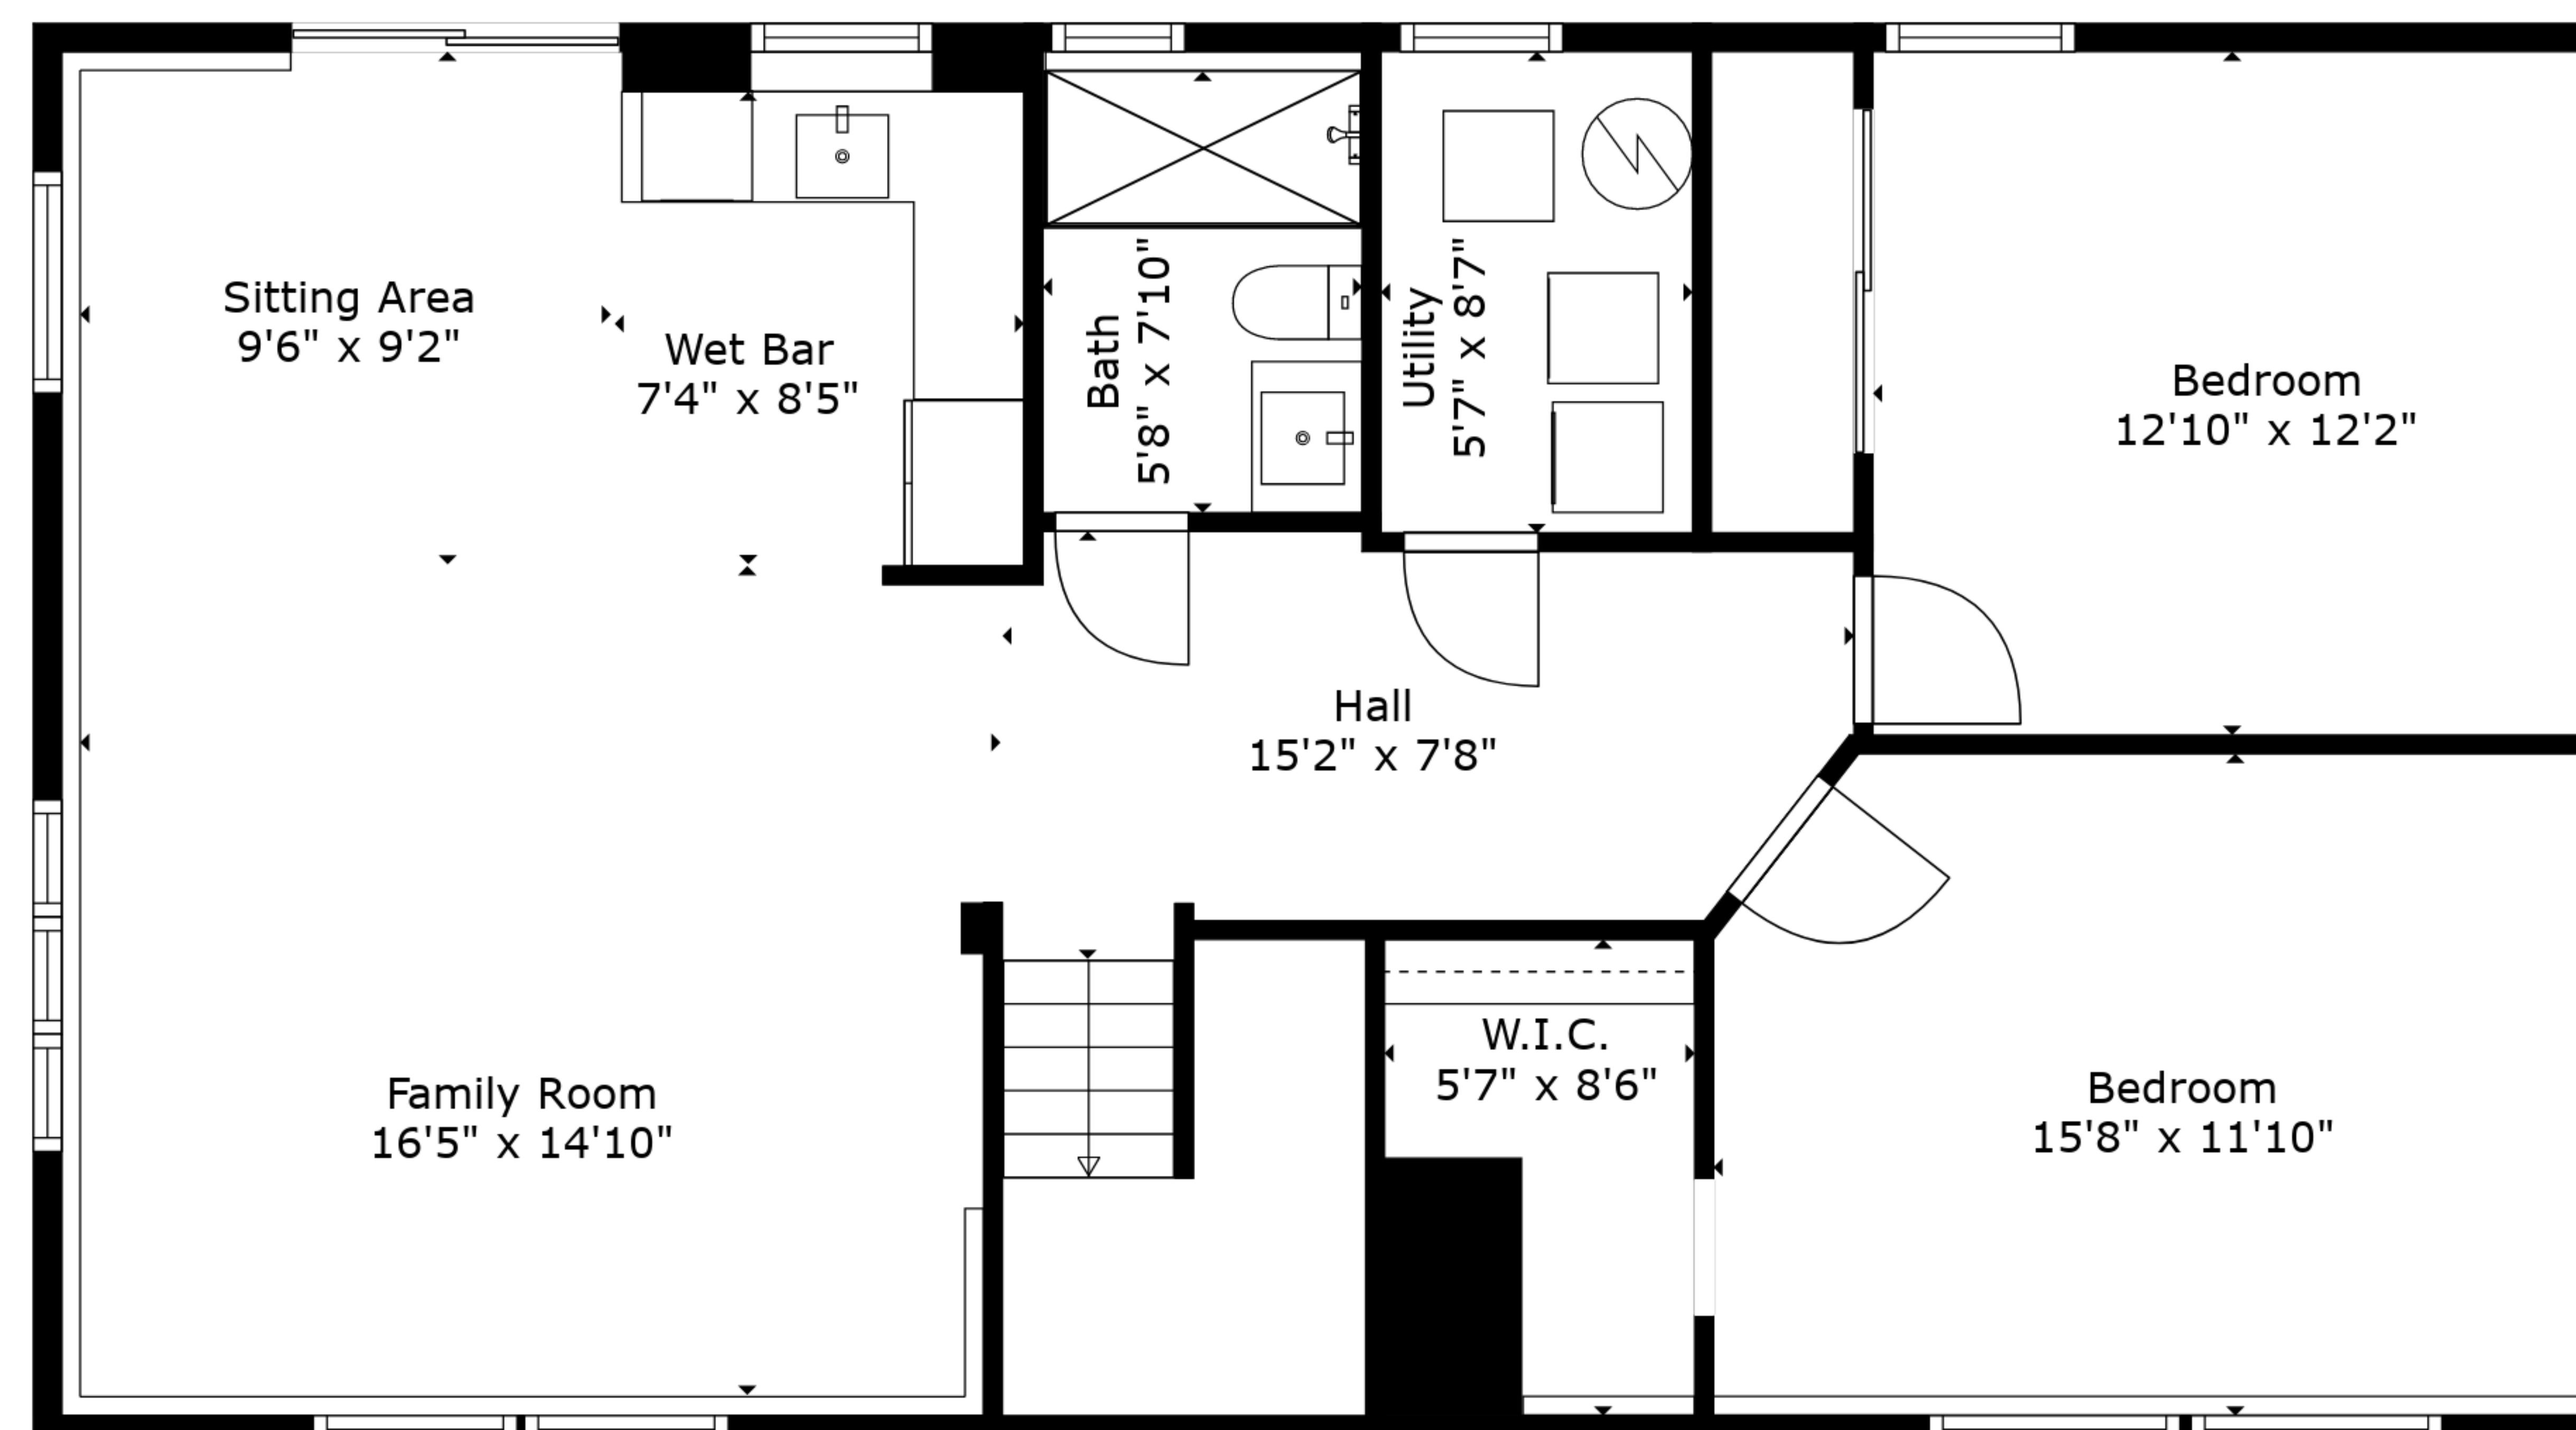 Sitting Area
9'6" x 9'2"
Wet Bar
7'4" x 8'5"
Bath
5'8" x 7'10"
Utility
5'7" x 8'7"
Bedroom
12'10" x 12'2"
Hall
15'2" x 7'8"
Family Room
16'5" x 14'10"
W.I.C.
5'7" x 8'6"
Bedroom
15'8" x 11'10"